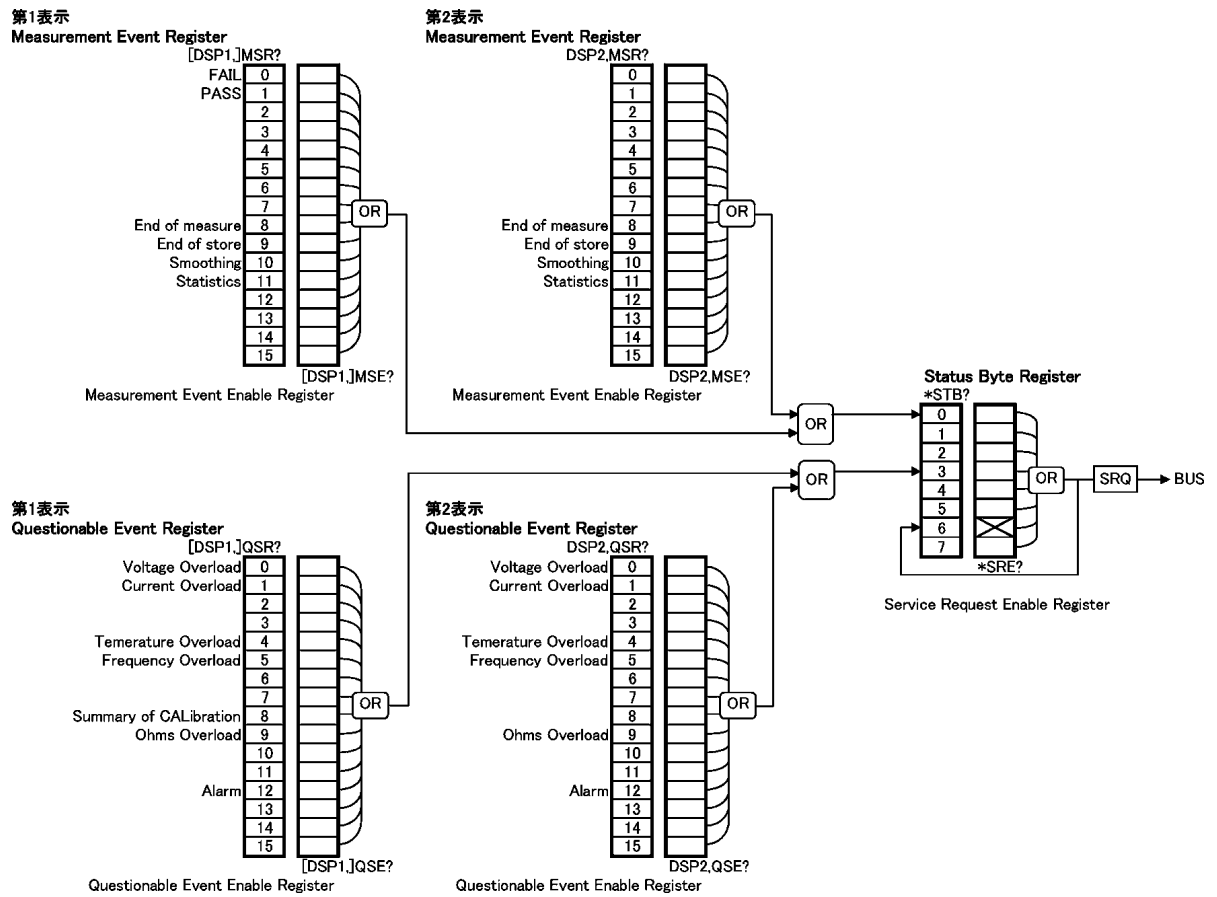 第1表示
Measurement Event Register
[DSP1,]MSR?
FAIL 0
PASS 1
2
3
4
5
6
7
End of measure 8
End of store 9
Smoothing 10
Statistics 11
12
13
14
15
OR
[DSP1,]MSE?
Measurement Event Enable Register
第2表示
Measurement Event Register
DSP2,MSR?
0
1
2
3
4
5
6
7
End of measure 8
End of store 9
Smoothing 10
Statistics 11
12
13
14
15
OR
DSP2,MSE?
Measurement Event Enable Register
OR
OR
Status Byte Register
*STB?
0
1
2
3
4
5
6
7
OR
SRQ
BUS
*SRE?
Service Request Enable Register
第1表示
Questionable Event Register
[DSP1,]QSR?
Voltage Overload 0
Current Overload 1
2
3
Temerature Overload 4
Frequency Overload 5
6
7
Summary of CALibration 8
Ohms Overload 9
10
11
Alarm 12
13
14
15
OR
[DSP1,]QSE?
Questionable Event Enable Register
第2表示
Questionable Event Register
DSP2,QSR?
Voltage Overload 0
Current Overload 1
2
3
Temerature Overload 4
Frequency Overload 5
6
7
8
Ohms Overload 9
10
11
Alarm 12
13
14
15
OR
DSP2,QSE?
Questionable Event Enable Register